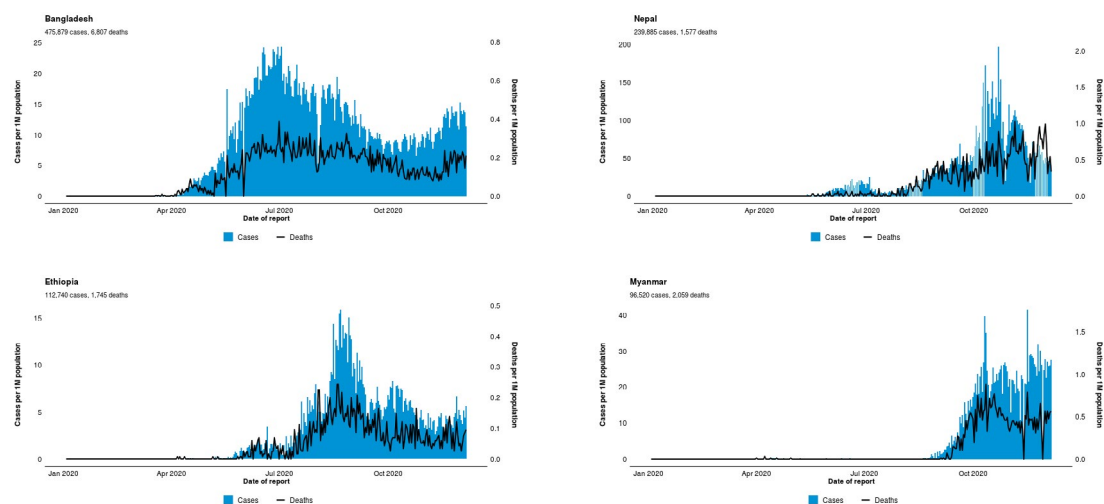 Bangladesh
475,879 cases, 6,807 deaths
25
20
15
10
5
0
0.8
0.6
0.4
0.2
0.0
Cases per 1M population
Deaths per 1M population
Jan 2020 Apr 2020 Jul 2020 Oct 2020
Date of report
Cases Deaths
Nepal
239,885 cases, 1,577 deaths
200
150
100
50
0
2.0
1.5
1.0
0.5
0.0
Cases per 1M population
Deaths per 1M population
Jan 2020 Apr 2020 Jul 2020 Oct 2020
Date of report
Cases Deaths
Ethiopia
112,740 cases, 1,745 deaths
15
10
5
0
0.5
0.4
0.3
0.2
0.1
0.0
Cases per 1M population
Deaths per 1M population
Jan 2020 Apr 2020 Jul 2020 Oct 2020
Date of report
Cases Deaths
Myanmar
96,520 cases, 2,059 deaths
40
30
20
10
0
1.5
1.0
0.5
0.0
Cases per 1M population
Deaths per 1M population
Jan 2020 Apr 2020 Jul 2020 Oct 2020
Date of report
Cases Deaths